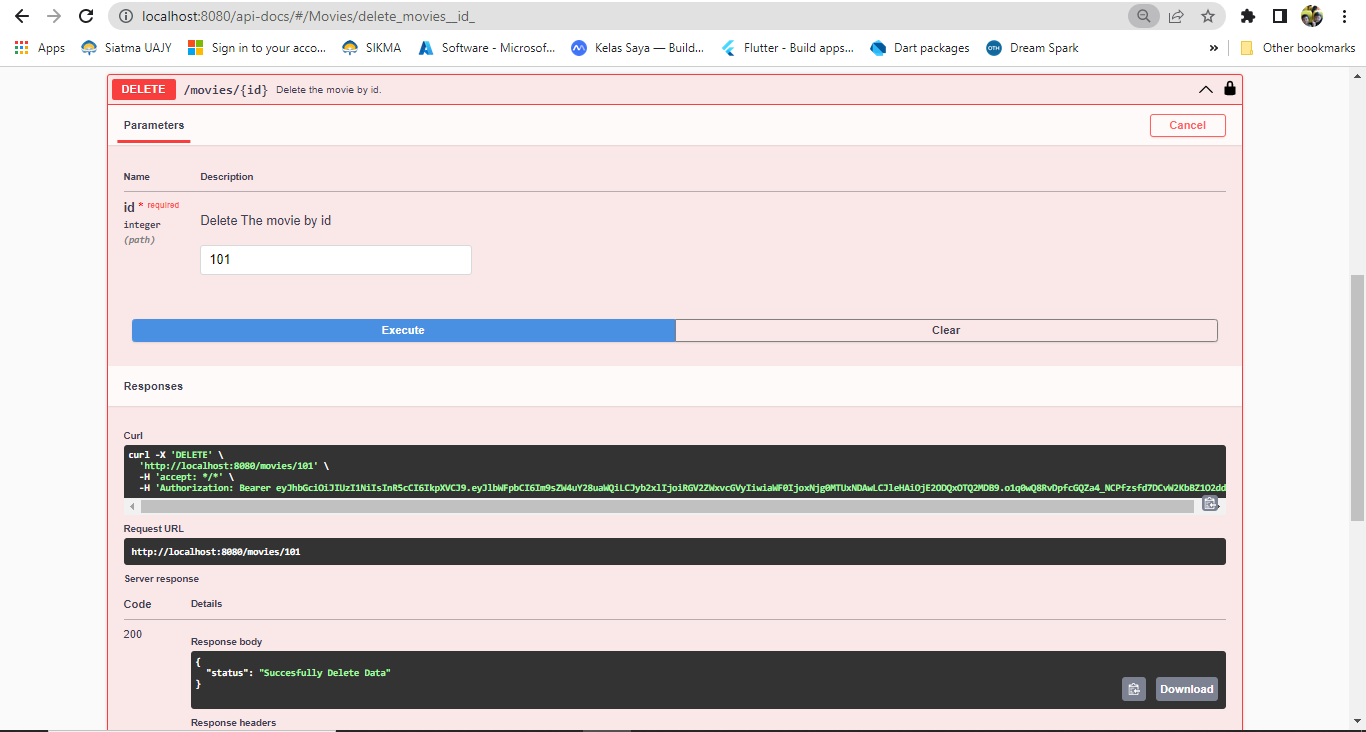 localhost:8080/api-docs/#/Movies/delete_movies__id_
Apps Siatma UAJY Sign in to your acco... SIKMA Software - Microsof... Kelas Saya — Build... Flutter - Build apps... Dart packages OTH Dream Spark » Other bookmarks
DELETE /movies/{id} Delete the movie by id.
Parameters Cancel
Name Description
id * required
integer
(path)
Delete The movie by id
101
Execute Clear
Responses
Curl
curl -X 'DELETE' \
'http://localhost:8080/movies/101' \
-H 'accept: */*' \
-H 'Authorization: Bearer
Request URL
http://localhost:8080/movies/101
Server response
Code Details
200
Response body
{
"status": "Succesfully Delete Data"
}
Download
Response headers